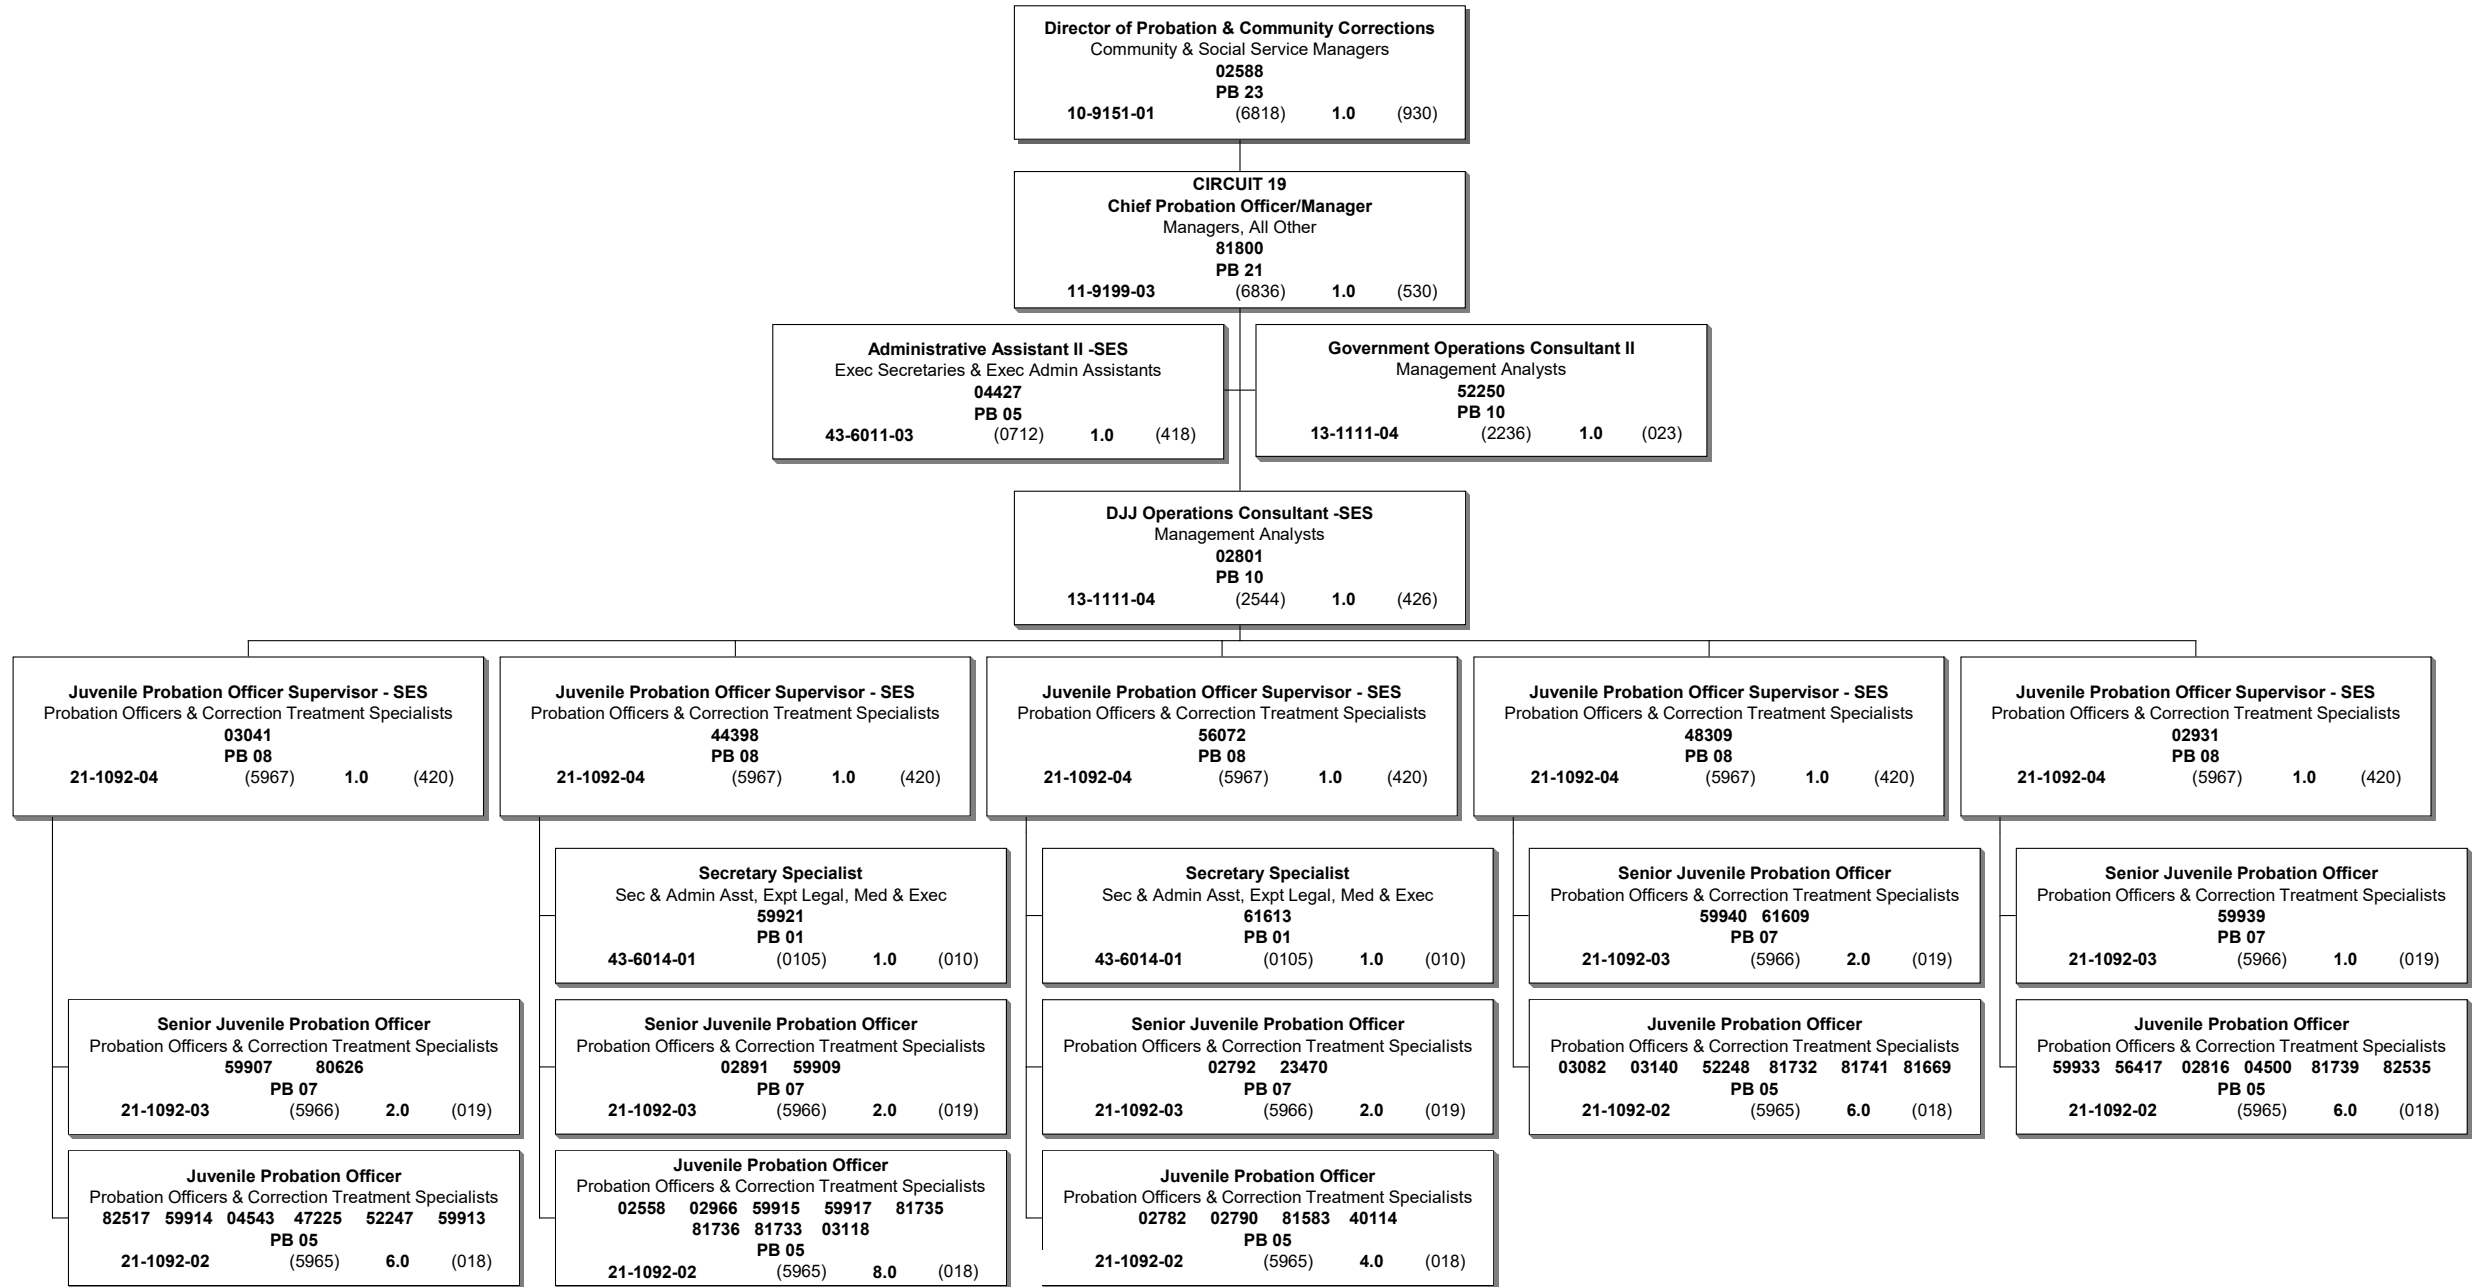 Director of Probation & Community Corrections
Community & Social Service Managers
02588
PB 23
10-9151-01 (6818) 1.0 (930)
CIRCUIT 19
Chief Probation Officer/Manager
Managers, All Other
81800
PB 21
11-9199-03 (6836) 1.0 (530)
Administrative Assistant II -SES
Exec Secretaries & Exec Admin Assistants
04427
PB 05
43-6011-03 (0712) 1.0 (418)
Government Operations Consultant II
Management Analysts
52250
PB 10
13-1111-04 (2236) 1.0 (023)
DJJ Operations Consultant -SES
Management Analysts
02801
PB 10
13-1111-04 (2544) 1.0 (426)
Juvenile Probation Officer Supervisor - SES
Probation Officers & Correction Treatment Specialists
03041
PB 08
21-1092-04 (5967) 1.0 (420)
Juvenile Probation Officer Supervisor - SES
Probation Officers & Correction Treatment Specialists
44398
PB 08
21-1092-04 (5967) 1.0 (420)
Juvenile Probation Officer Supervisor - SES
Probation Officers & Correction Treatment Specialists
56072
PB 08
21-1092-04 (5967) 1.0 (420)
Juvenile Probation Officer Supervisor - SES
Probation Officers & Correction Treatment Specialists
48309
PB 08
21-1092-04 (5967) 1.0 (420)
Juvenile Probation Officer Supervisor - SES
Probation Officers & Correction Treatment Specialists
02931
PB 08
21-1092-04 (5967) 1.0 (420)
Secretary Specialist
Sec & Admin Asst, Expt Legal, Med & Exec
59921
PB 01
43-6014-01 (0105) 1.0 (010)
Secretary Specialist
Sec & Admin Asst, Expt Legal, Med & Exec
61613
PB 01
43-6014-01 (0105) 1.0 (010)
Senior Juvenile Probation Officer
Probation Officers & Correction Treatment Specialists
59940 61609
PB 07
21-1092-03 (5966) 2.0 (019)
Senior Juvenile Probation Officer
Probation Officers & Correction Treatment Specialists
59939
PB 07
21-1092-03 (5966) 1.0 (019)
Senior Juvenile Probation Officer
Probation Officers & Correction Treatment Specialists
59907 80626
PB 07
21-1092-03 (5966) 2.0 (019)
Senior Juvenile Probation Officer
Probation Officers & Correction Treatment Specialists
02891 59909
PB 07
21-1092-03 (5966) 2.0 (019)
Senior Juvenile Probation Officer
Probation Officers & Correction Treatment Specialists
02792 23470
PB 07
21-1092-03 (5966) 2.0 (019)
Juvenile Probation Officer
Probation Officers & Correction Treatment Specialists
03082 03140 52248 81732 81741 81669
PB 05
21-1092-02 (5965) 6.0 (018)
Juvenile Probation Officer
Probation Officers & Correction Treatment Specialists
59933 56417 02816 04500 81739 82535
PB 05
21-1092-02 (5965) 6.0 (018)
Juvenile Probation Officer
Probation Officers & Correction Treatment Specialists
82517 59914 04543 47225 52247 59913
PB 05
21-1092-02 (5965) 6.0 (018)
Juvenile Probation Officer
Probation Officers & Correction Treatment Specialists
02558 02966 59915 59917 81735
81736 81733 03118
PB 05
21-1092-02 (5965) 8.0 (018)
Juvenile Probation Officer
Probation Officers & Correction Treatment Specialists
02782 02790 81583 40114
PB 05
21-1092-02 (5965) 4.0 (018)